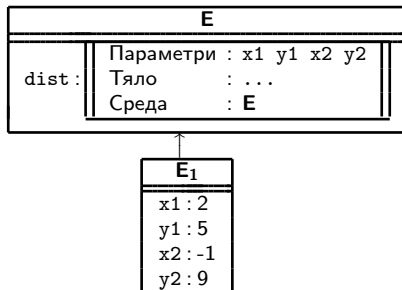 E
Параметри : x1 y1 x2 y2
dist : Тяло : ...
Среда : E
E1
x1 : 2
y1 : 5
x2 : -1
y2 : 9